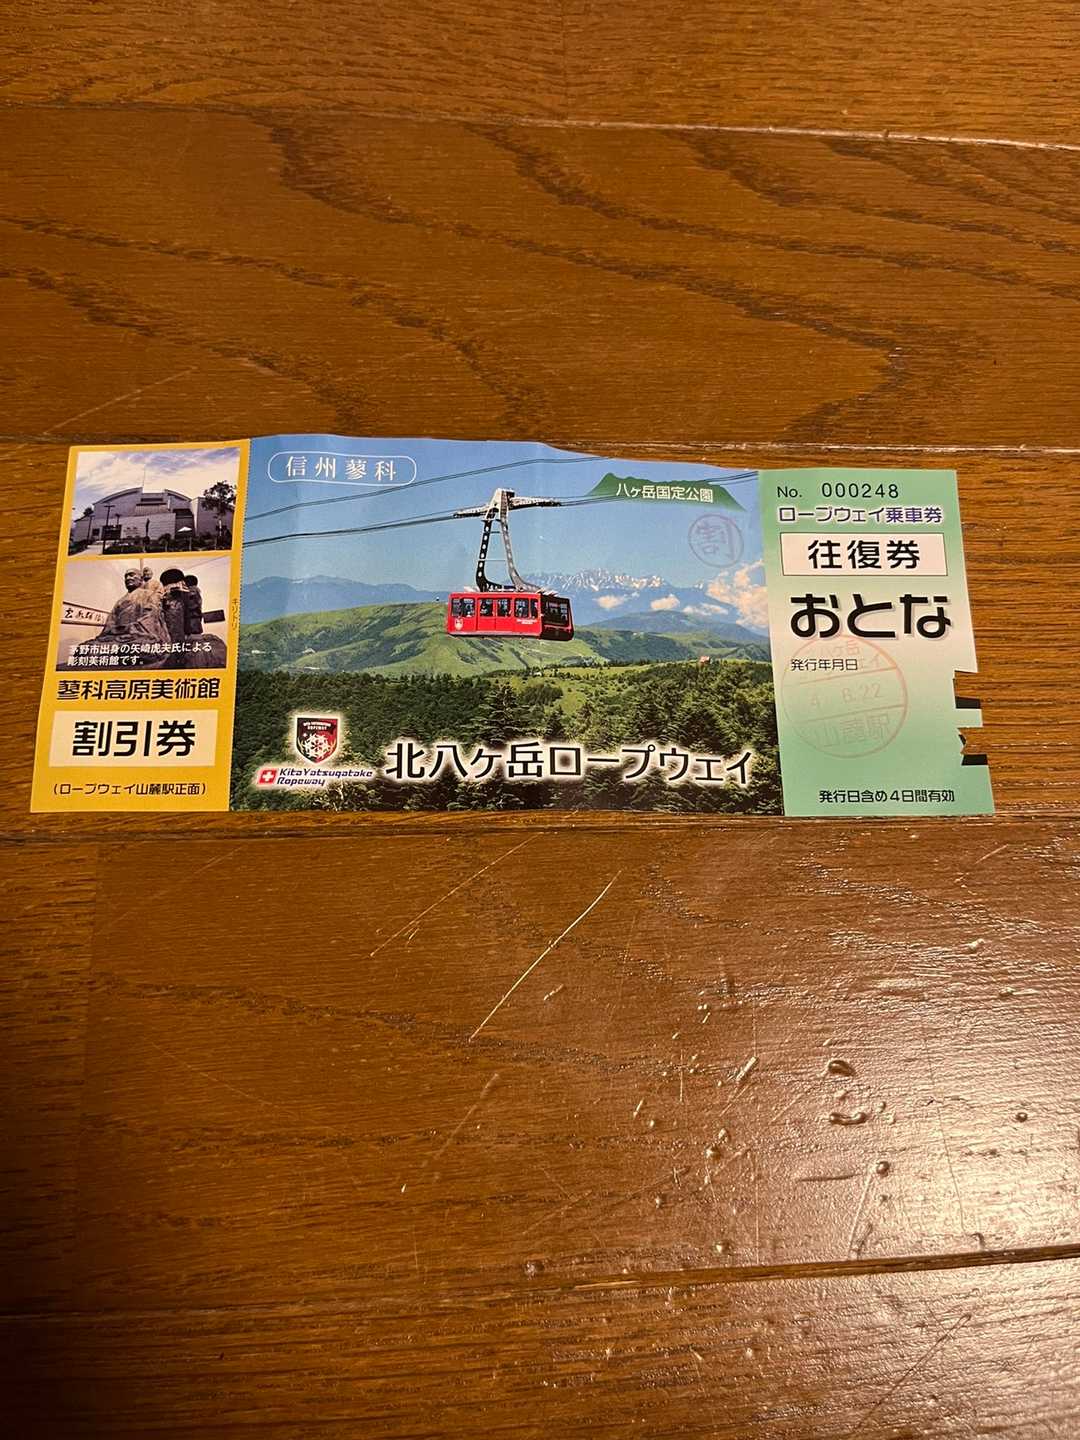 茅野市出身の矢崎虎夫氏による
彫刻美術館です。
蓼科高原美術館
割引券
(ロープウェイ山麓駅正面)
キリトリ
信州蓼科
八ヶ岳国定公園
割
KitaYatsugatake
Ropeway
北八ヶ岳ロープウェイ
No. 000248
ロープウェイ乗車券
往復券
おとな
発行年月日
4.6.22
山麓駅
発行日含め4日間有効